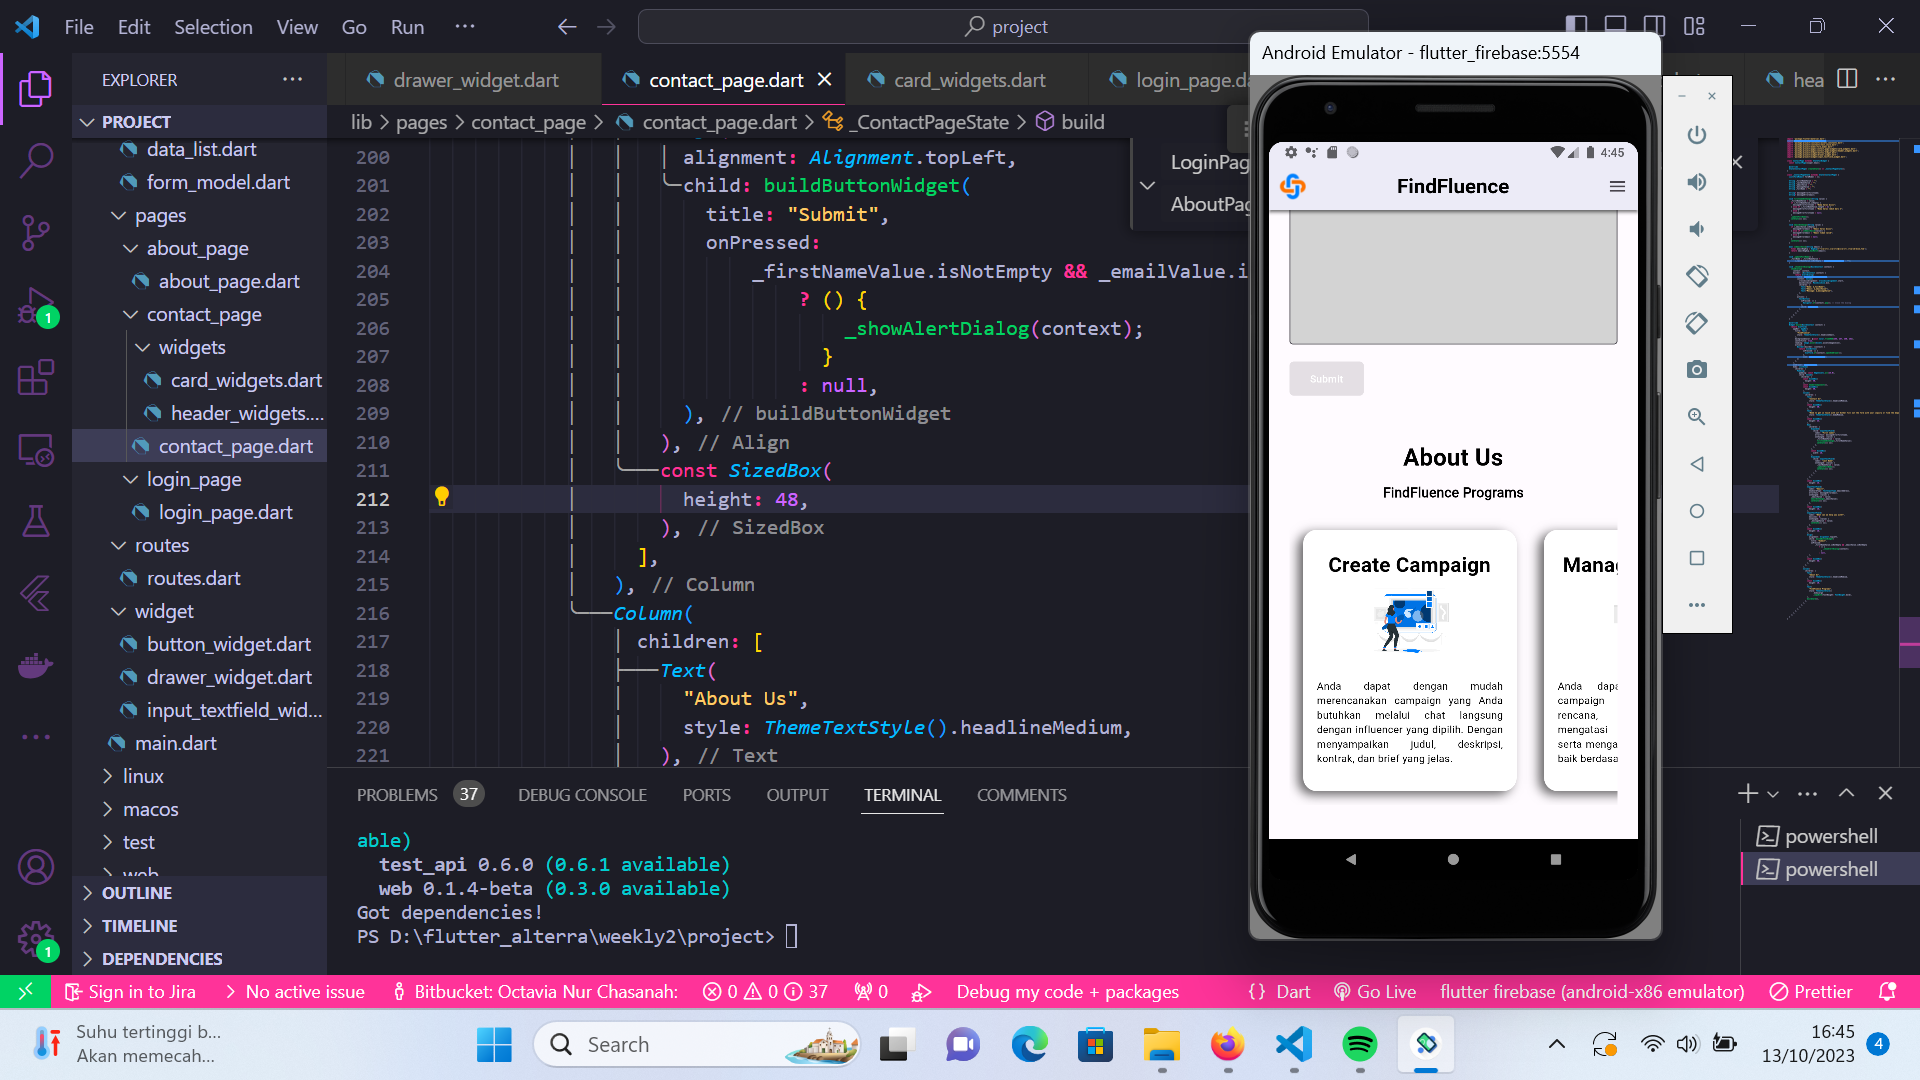 File Edit Selection View Go Run ···
project
EXPLORER
PROJECT
data_list.dart
form_model.dart
pages
about_page
about_page.dart
contact_page
widgets
card_widgets.dart
header_widgets....
contact_page.dart
login_page
login_page.dart
routes
routes.dart
widget
button_widget.dart
drawer_widget.dart
input_textfield_wid...
main.dart
linux
macos
test
web
OUTLINE
TIMELINE
DEPENDENCIES
1
1
drawer_widget.dart contact_page.dart card_widgets.dart login_page.da hea
lib > pages > contact_page > contact_page.dart > _ContactPageState > build
LoginPag
AboutPag
200 alignment: Alignment.topLeft,
201 child: buildButtonWidget(
202 title: "Submit",
203 onPressed:
204 _firstNameValue.isNotEmpty && _emailValue.i
205 ? () {
206 _showAlertDialog(context);
207 }
208 : null,
209 ), // buildButtonWidget
210 ), // Align
211 const SizedBox(
212 height: 48,
213 ), // SizedBox
214 ],
215 ), // Column
216 Column(
217 children: [
218 Text(
219 "About Us",
220 style: ThemeTextStyle().headlineMedium,
221 ), // Text
PROBLEMS 37 DEBUG CONSOLE PORTS OUTPUT TERMINAL COMMENTS
able)
test_api 0.6.0 (0.6.1 available)
web 0.1.4-beta (0.3.0 available)
Got dependencies!
PS D:\flutter_alterra\weekly2\project>
powershell
powershell
Android Emulator - flutter_firebase:5554
4:45
FindFluence
Submit
About Us
FindFluence Programs
Create Campaign
Anda dapat dengan mudah
merencanakan campaign yang Anda
butuhkan melalui chat langsung
dengan influencer yang dipilih. Dengan
menyampaikan judul, deskripsi,
kontrak, dan brief yang jelas.
Manag
Anda dapa
campaign
rencana,
mengatasi
serta menga
baik berdasa
Sign in to Jira No active issue Bitbucket: Octavia Nur Chasanah: 0 0 37 0 Debug my code + packages {} Dart Go Live flutter firebase (android-x86 emulator) Prettier
Suhu tertinggi b...
Akan memecah...
Search
16:45
13/10/2023
4